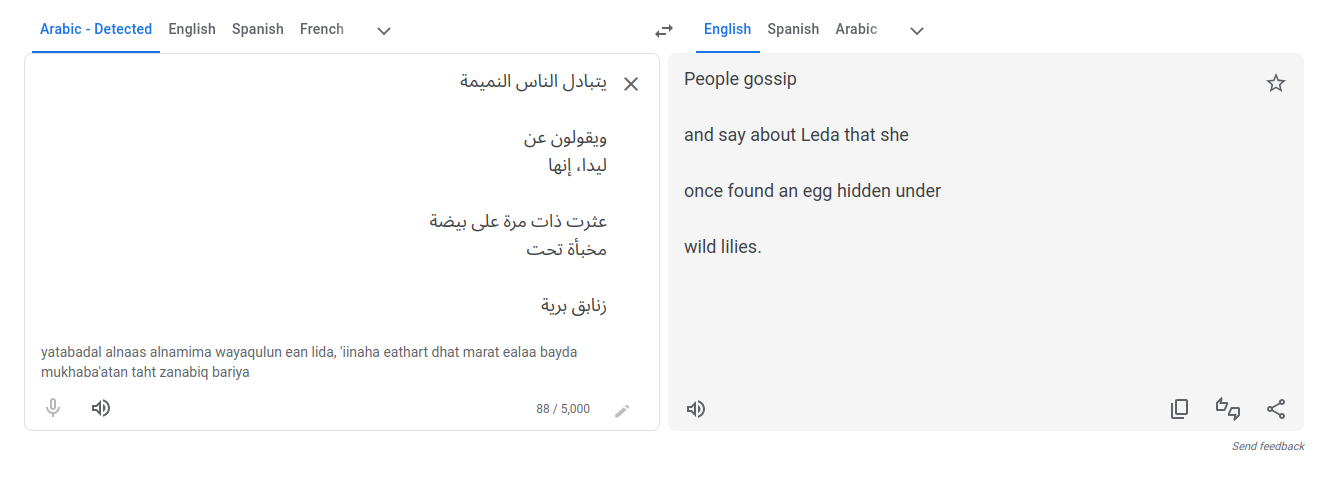 Arabic - Detected English Spanish French
English Spanish Arabic
يتبادل الناس النميمة
ويقولون عن
ليدا، إنها
عثرت ذات مرة على بيضة
مخبأة تحت
زنابق برية
yatabadal alnaas alnamima wayaqulun ean lida, 'iinaha eathart dhat marat ealaa bayda
mukhaba'atan taht zanabiq bariya
88 / 5,000
People gossip
and say about Leda that she
once found an egg hidden under
wild lilies.
Send feedback